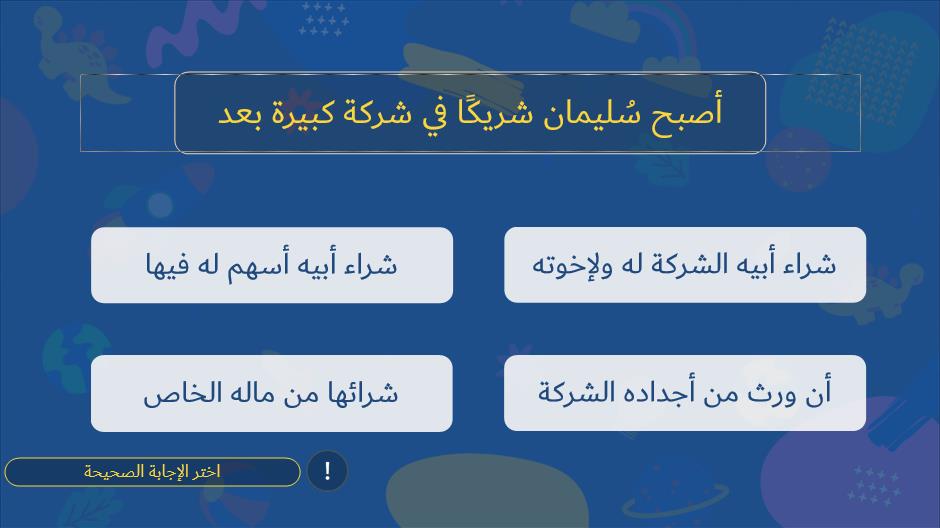 أصبح سُليمان شريكًا في شركة كبيرة بعد
شراء أبيه الشركة له ولإخوته
شراء أبيه أسهم له فيها
أن ورث من أجداده الشركة
شرائها من ماله الخاص
!
اختر الإجابة الصحيحة